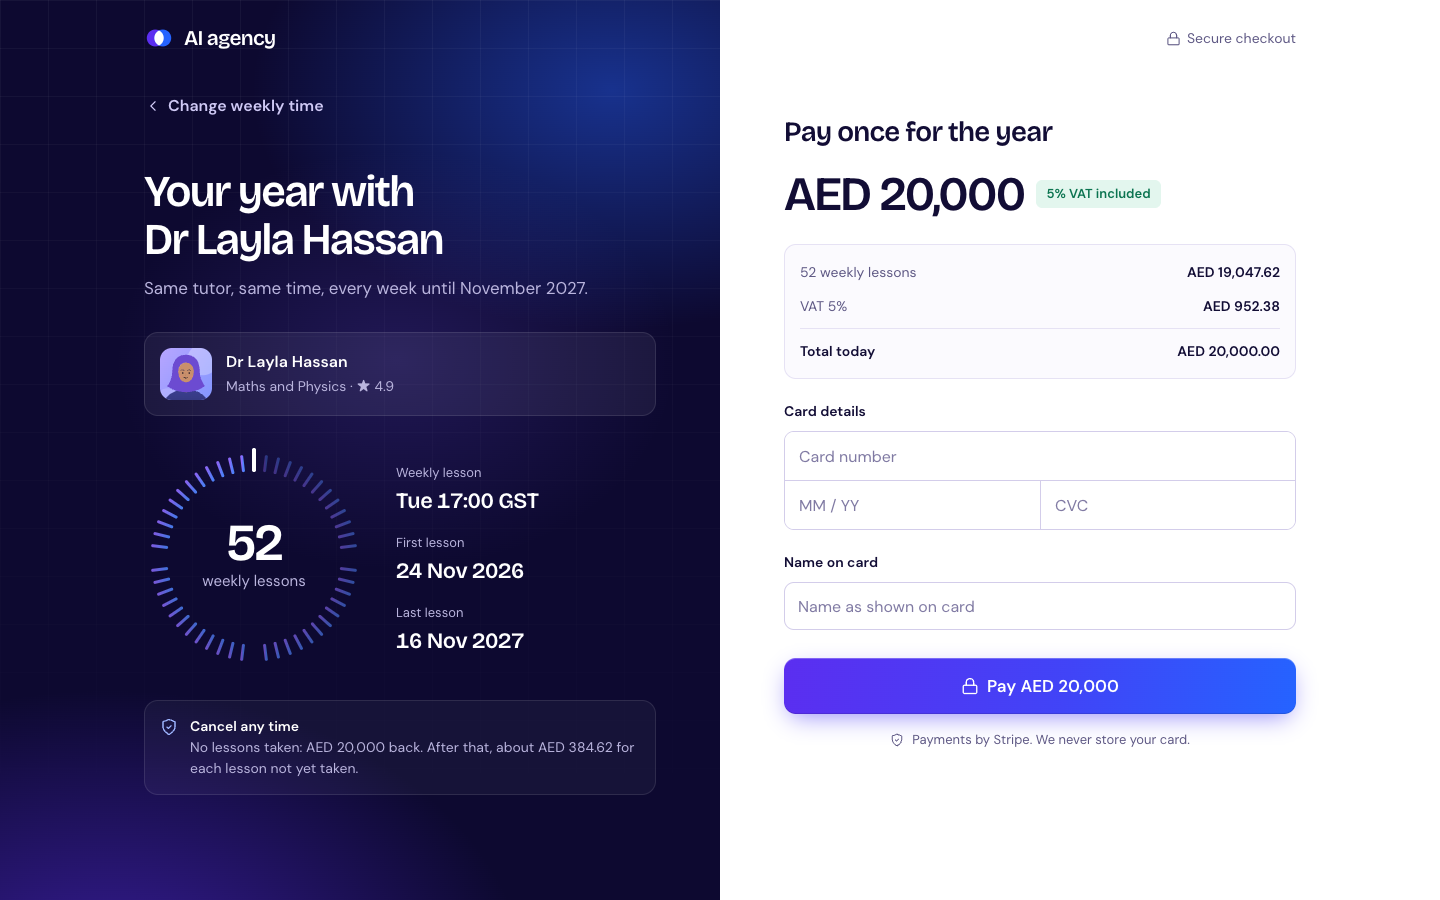 AI agency
Change weekly time
Your year with
Dr Layla Hassan
Same tutor, same time, every week until November 2027.
Dr Layla Hassan
Maths and Physics · ★ 4.9
52
weekly lessons
Weekly lesson
Tue 17:00 GST
First lesson
24 Nov 2026
Last lesson
16 Nov 2027
Cancel any time
No lessons taken: AED 20,000 back. After that, about AED 384.62 for
each lesson not yet taken.
Secure checkout
Pay once for the year
AED 20,000
5% VAT included
52 weekly lessons
AED 19,047.62
VAT 5%
AED 952.38
Total today
AED 20,000.00
Card details
Card number
MM / YY
CVC
Name on card
Name as shown on card
Pay AED 20,000
Payments by Stripe. We never store your card.